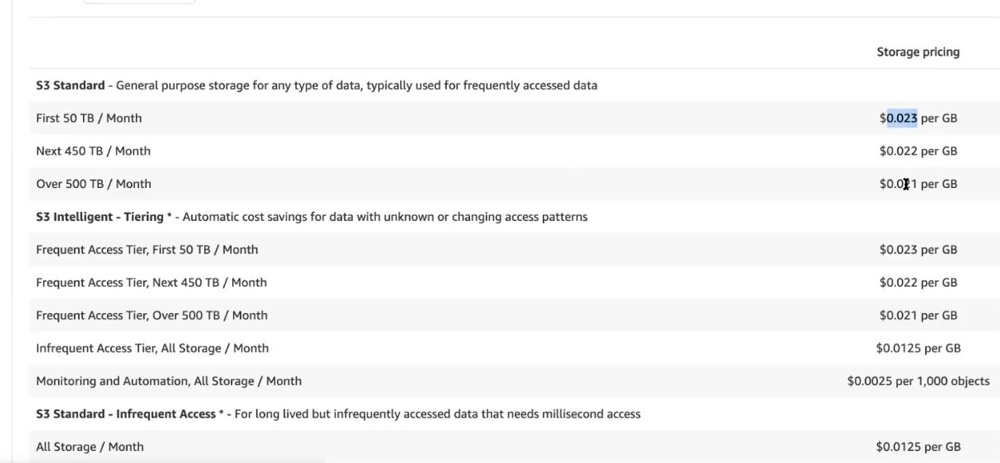 Storage pricing
S3 Standard - General purpose storage for any type of data, typically used for frequently accessed data
First 50 TB / Month $0.023 per GB
Next 450 TB / Month $0.022 per GB
Over 500 TB / Month $0.021 per GB
S3 Intelligent - Tiering * - Automatic cost savings for data with unknown or changing access patterns
Frequent Access Tier, First 50 TB / Month $0.023 per GB
Frequent Access Tier, Next 450 TB / Month $0.022 per GB
Frequent Access Tier, Over 500 TB / Month $0.021 per GB
Infrequent Access Tier, All Storage / Month $0.0125 per GB
Monitoring and Automation, All Storage / Month $0.0025 per 1,000 objects
S3 Standard - Infrequent Access * - For long lived but infrequently accessed data that needs millisecond access
All Storage / Month $0.0125 per GB